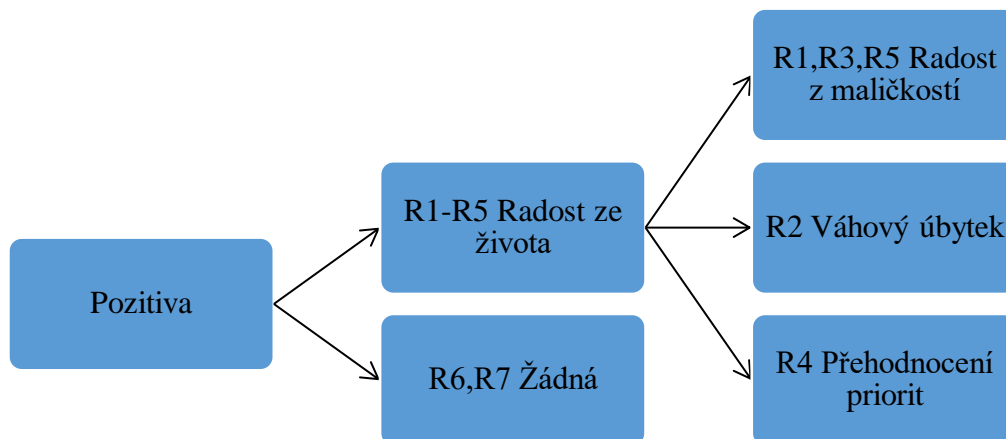 Pozitiva
R1-R5 Radost ze
života
R6,R7 Žádná
R1,R3,R5 Radost
z maličkostí
R2 Váhový úbytek
R4 Přehodnocení
priorit